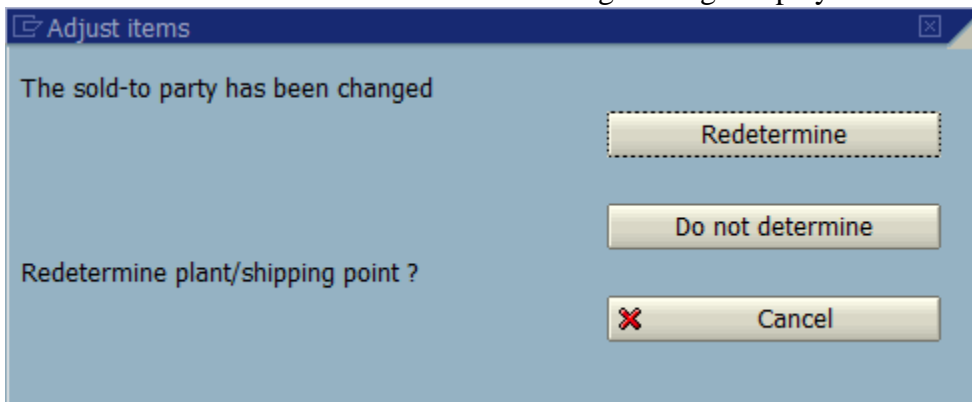 Adjust items
The sold-to party has been changed
Redetermine
Do not determine
Redetermine plant/shipping point ?
Cancel